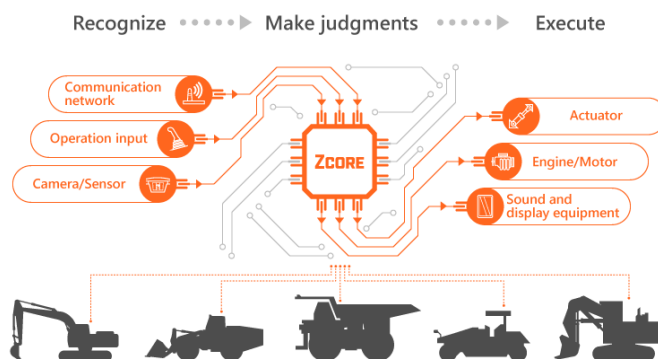 Recognize
Make judgments
Execute
Communication
network
Operation input
Camera/Sensor
ZCORE
Actuator
Engine/Motor
Sound and
display equipment